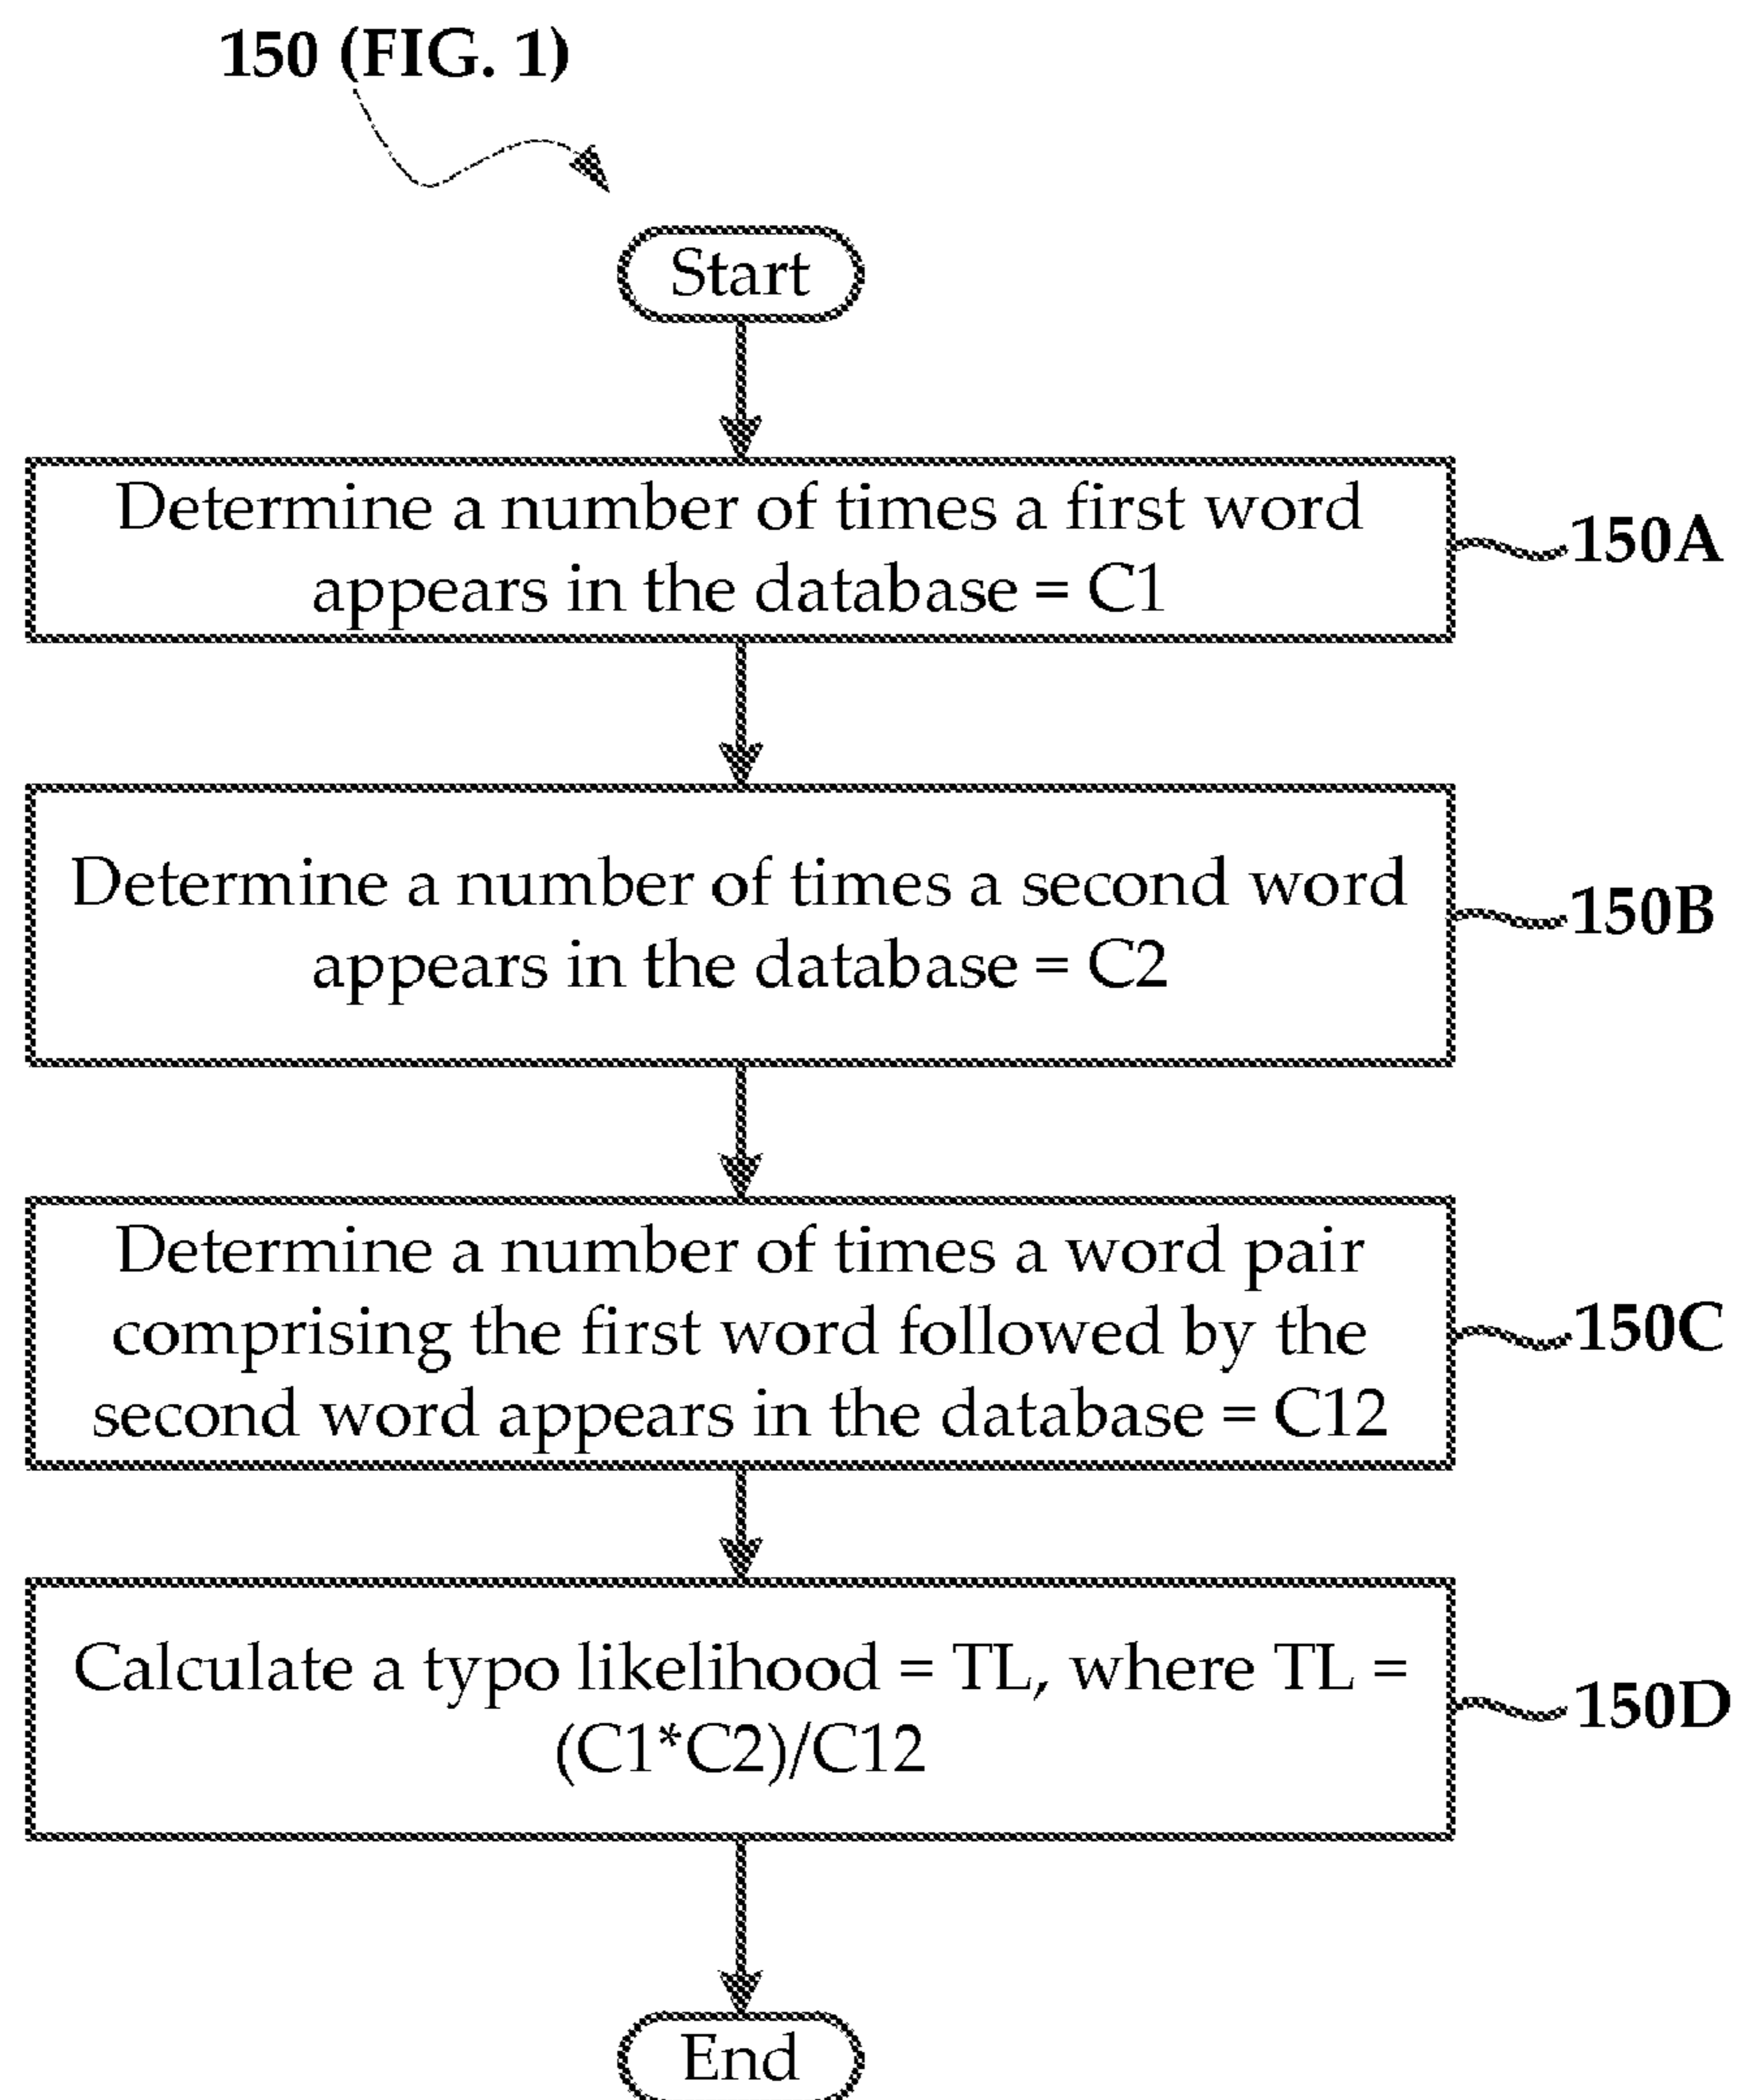 150 (FIG. 1)
Start
Determine a number of times a first word
appears in the database = C1
150A
Determine a number of times a second word
appears in the database = C2
150B
Determine a number of times a word pair
comprising the first word followed by the
second word appears in the database = C12
150C
Calculate a typo likelihood = TL, where TL =
(C1*C2)/C12
150D
End